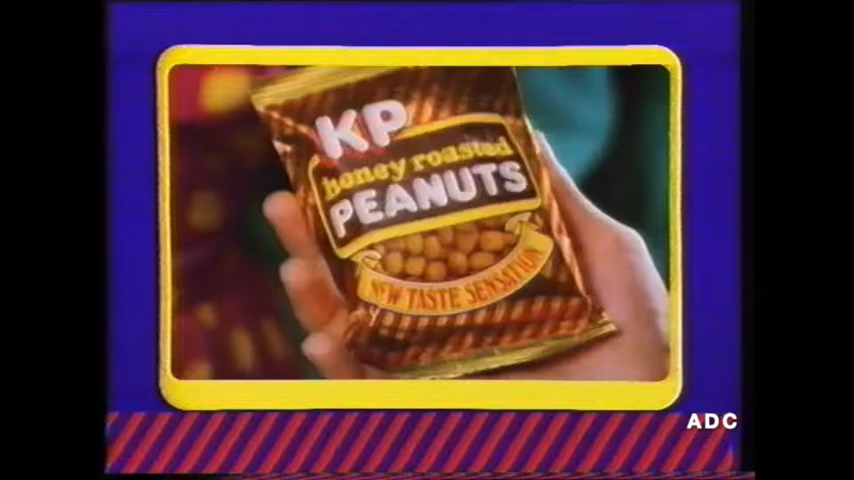 KP
honey roasted
PEANUTS
NEW TASTE SENSATION
ADC